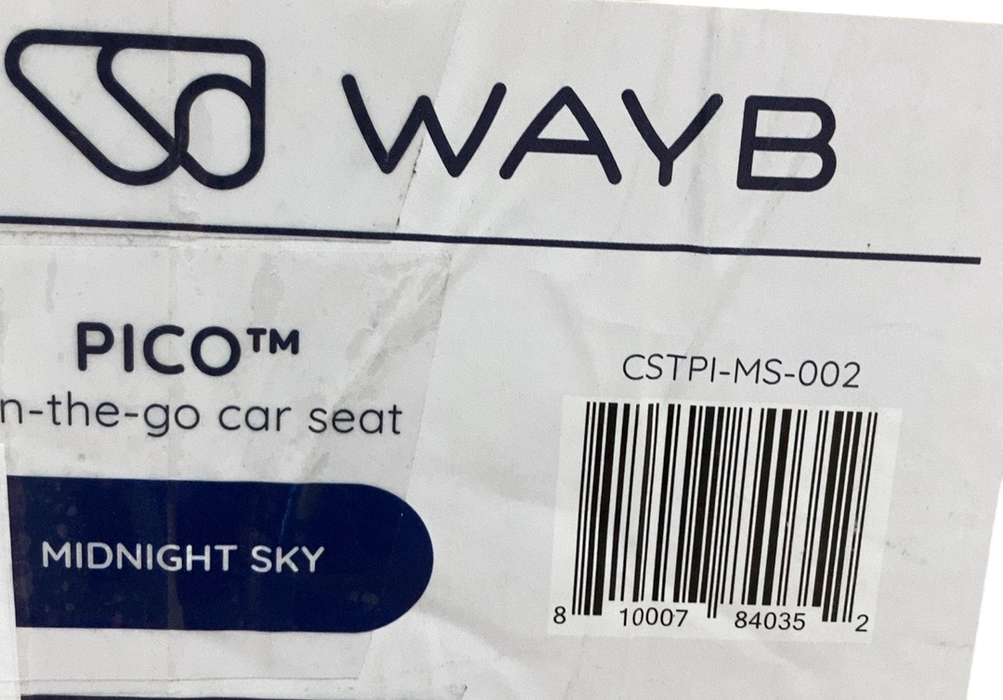 WAYB
PICO™
n-the-go car seat
MIDNIGHT SKY
CSTPI-MS-002
8 10007 84035 2